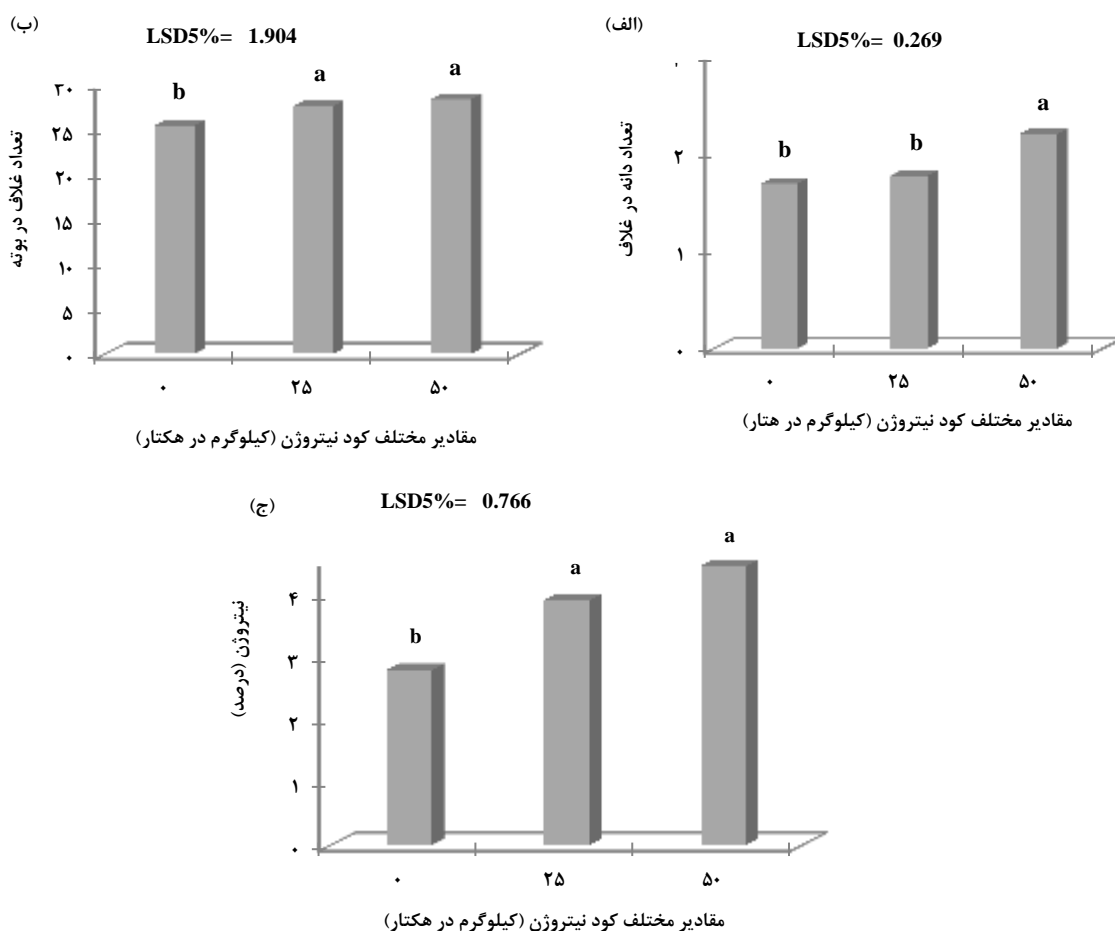 (الف)
LSD5%= 0.269
تعداد دانه در غلاف
۲
۱
۰
b
b
a
۰
۲۵
۵۰
مقادیر مختلف کود نیتروژن (کیلوگرم در هتار)
(ب)
LSD5%= 1.904
تعداد غلاف در بوته
۳۰
۲۵
۲۰
۱۵
۱۰
۵
۰
b
a
a
۰
۲۵
۵۰
مقادیر مختلف کود نیتروژن (کیلوگرم در هکتار)
(ج)
LSD5%= 0.766
نیتروژن (درصد)
۴
۳
۲
۱
۰
b
a
a
۰
۲۵
۵۰
مقادیر مختلف کود نیتروژن (کیلوگرم در هکتار)